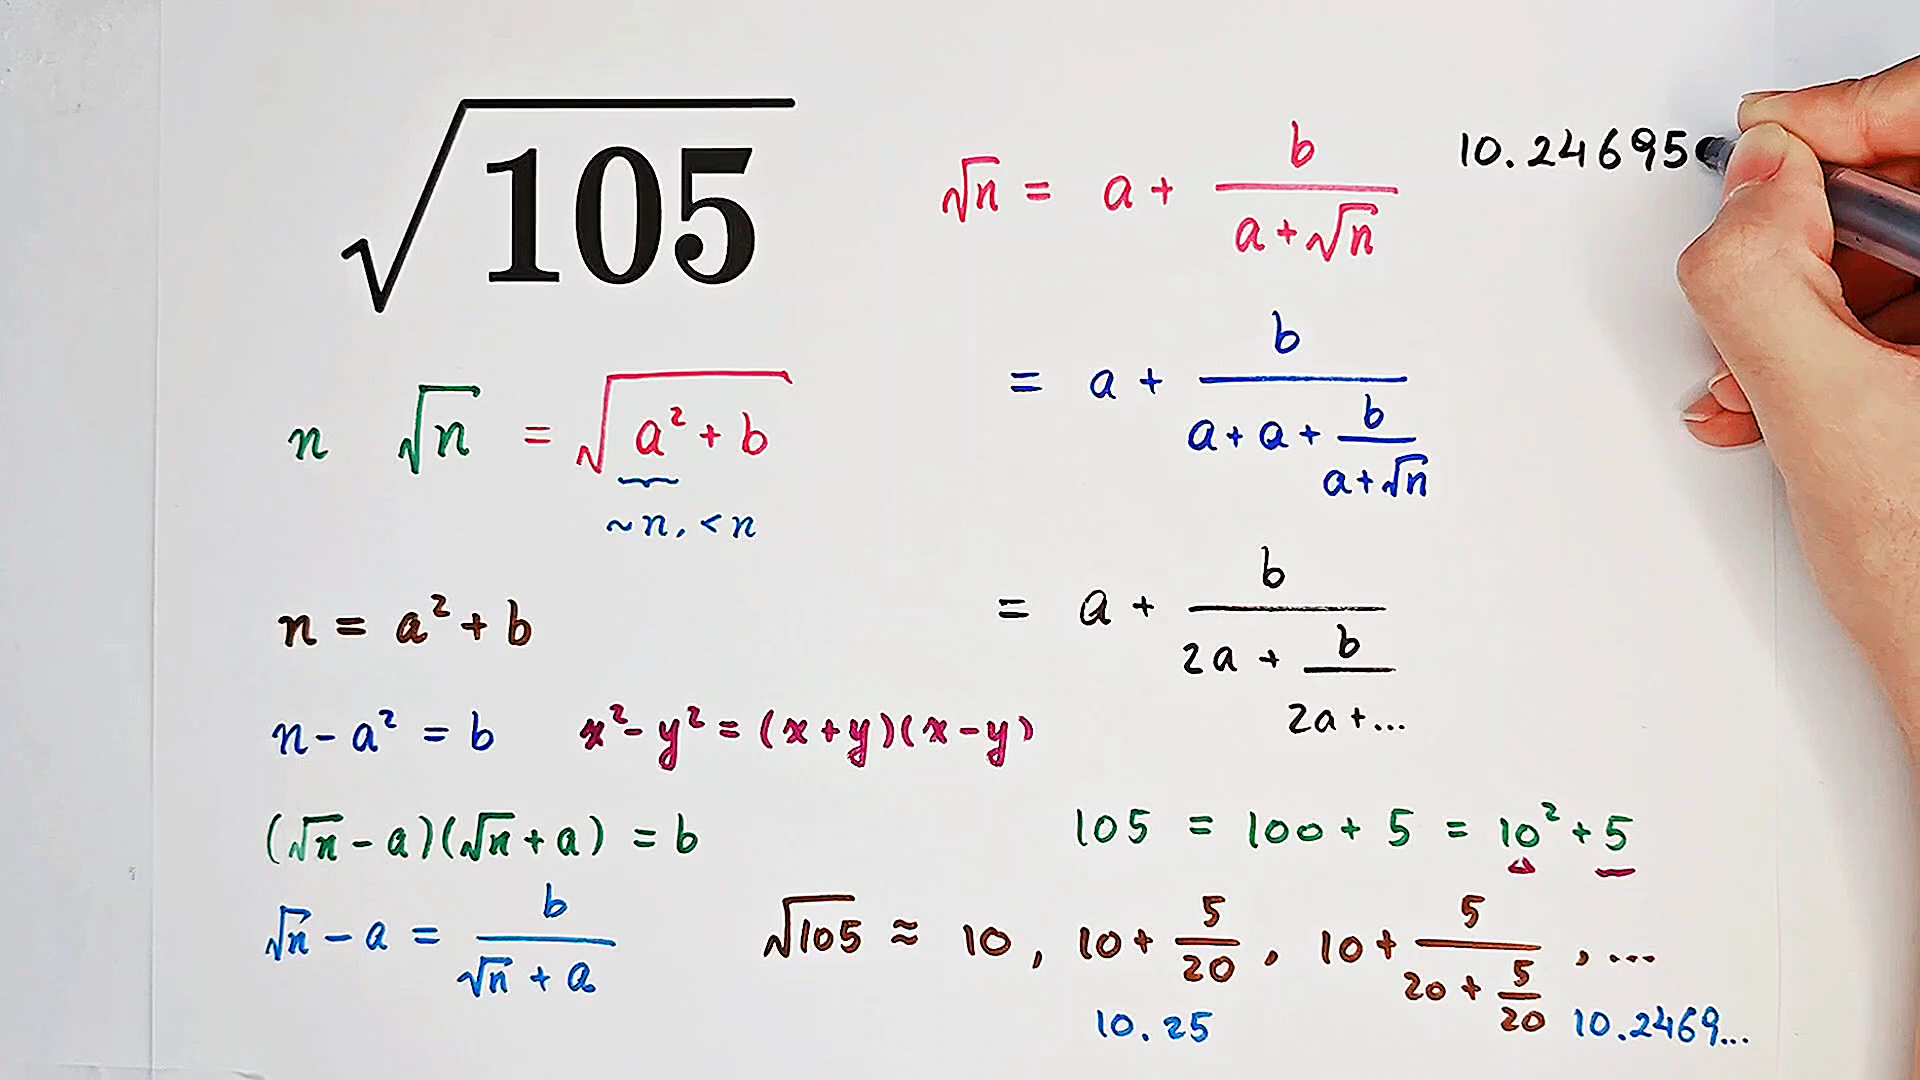 √105
n √n = √(a² + b)
~n, < n
n = a² + b
n - a² = b x² - y² = (x + y)(x - y)
(√n - a)(√n + a) = b
√n - a = b/(√n + a)
√n = a + b/(a + √n)
= a + b/(a + a + b/(a + √n))
= a + b/(2a + b/(2a + ...))
105 = 100 + 5 = 10² + 5
√105 ≈ 10, 10 + 5/20, 10 + 5/(20 + 5/20), ...
10.25 10.2469...
10.24695